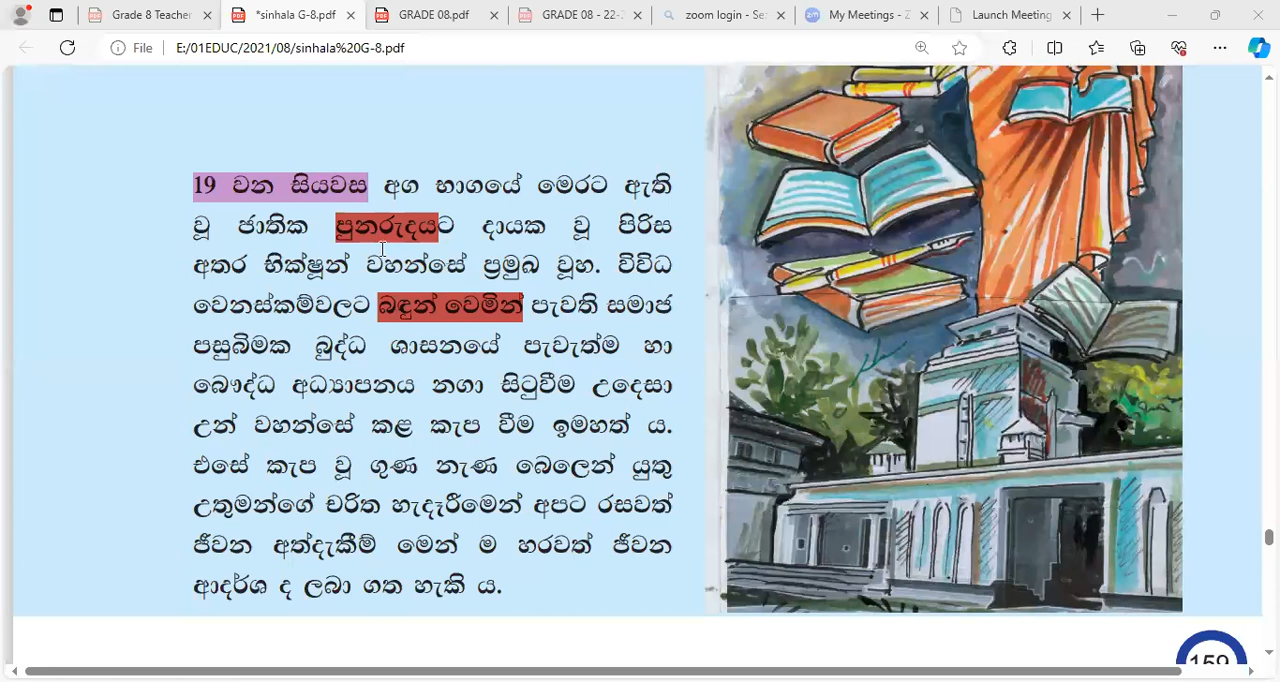 Grade 8 Teacher
*sinhala G-8.pdf
GRADE 08.pdf
GRADE 08 - 22-
zoom login - Se
My Meetings - Z
Launch Meeting
File
E:/01EDUC/2021/08/sinhala%20G-8.pdf
19 වන සියවස අග භාගයේ මෙරට ඇති
වූ ජාතික පුනරුදයට දායක වූ පිරිස
අතර භික්ෂූන් වහන්සේ ප්‍රමුඛ වූහ. විවිධ
වෙනස්කම්වලට බඳුන් වෙමින් පැවති සමාජ
පසුබිමක බුද්ධ ශාසනයේ පැවැත්ම හා
බෞද්ධ අධ්‍යාපනය නගා සිටුවීම උදෙසා
උන් වහන්සේ කළ කැප වීම ඉමහත් ය.
එසේ කැප වූ ගුණ නැණ බෙලෙන් යුතු
උතුමන්ගේ චරිත හැදෑරීමෙන් අපට රසවත්
ජීවන අත්දැකීම් මෙන් ම හරවත් ජීවන
ආදර්ශ ද ලබා ගත හැකි ය.
159